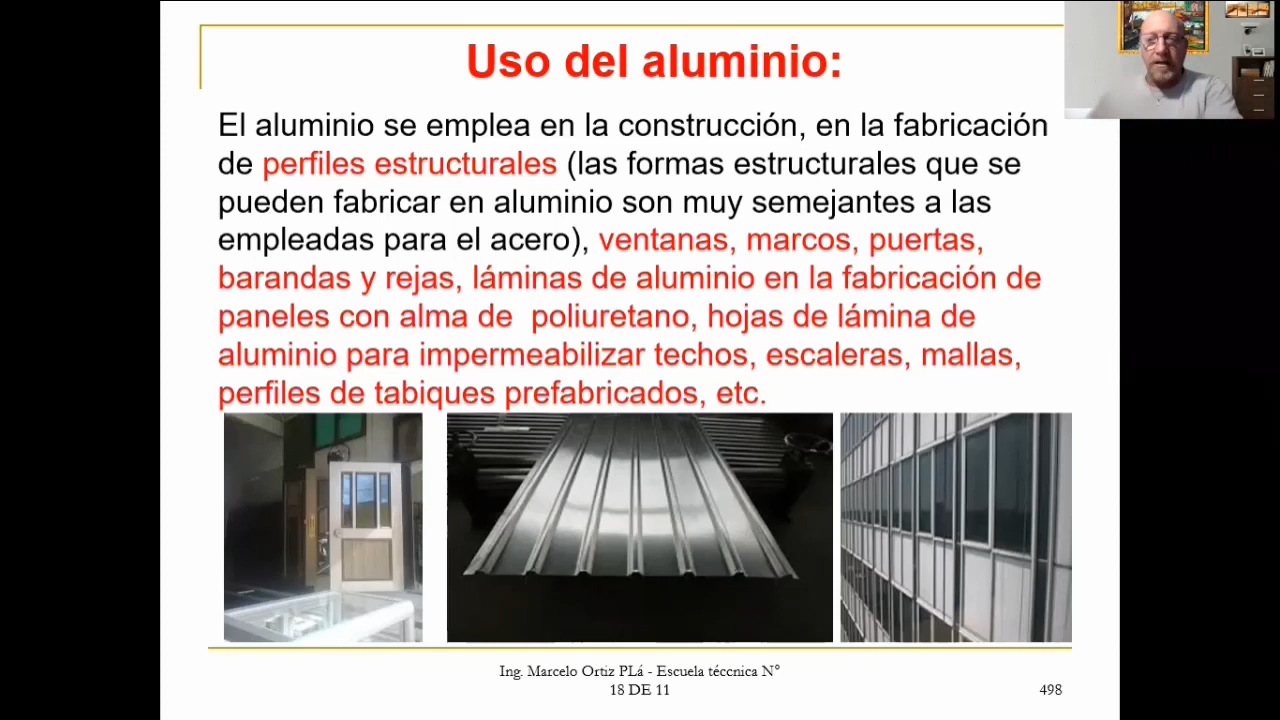 Uso del aluminio:
El aluminio se emplea en la construcción, en la fabricación
de perfiles estructurales (las formas estructurales que se
pueden fabricar en aluminio son muy semejantes a las
empleadas para el acero), ventanas, marcos, puertas,
barandas y rejas, láminas de aluminio en la fabricación de
paneles con alma de poliuretano, hojas de lámina de
aluminio para impermeabilizar techos, escaleras, mallas,
perfiles de tabiques prefabricados, etc.
Ing. Marcelo Ortiz PLá - Escuela téccnica N°
18 DE 11
498